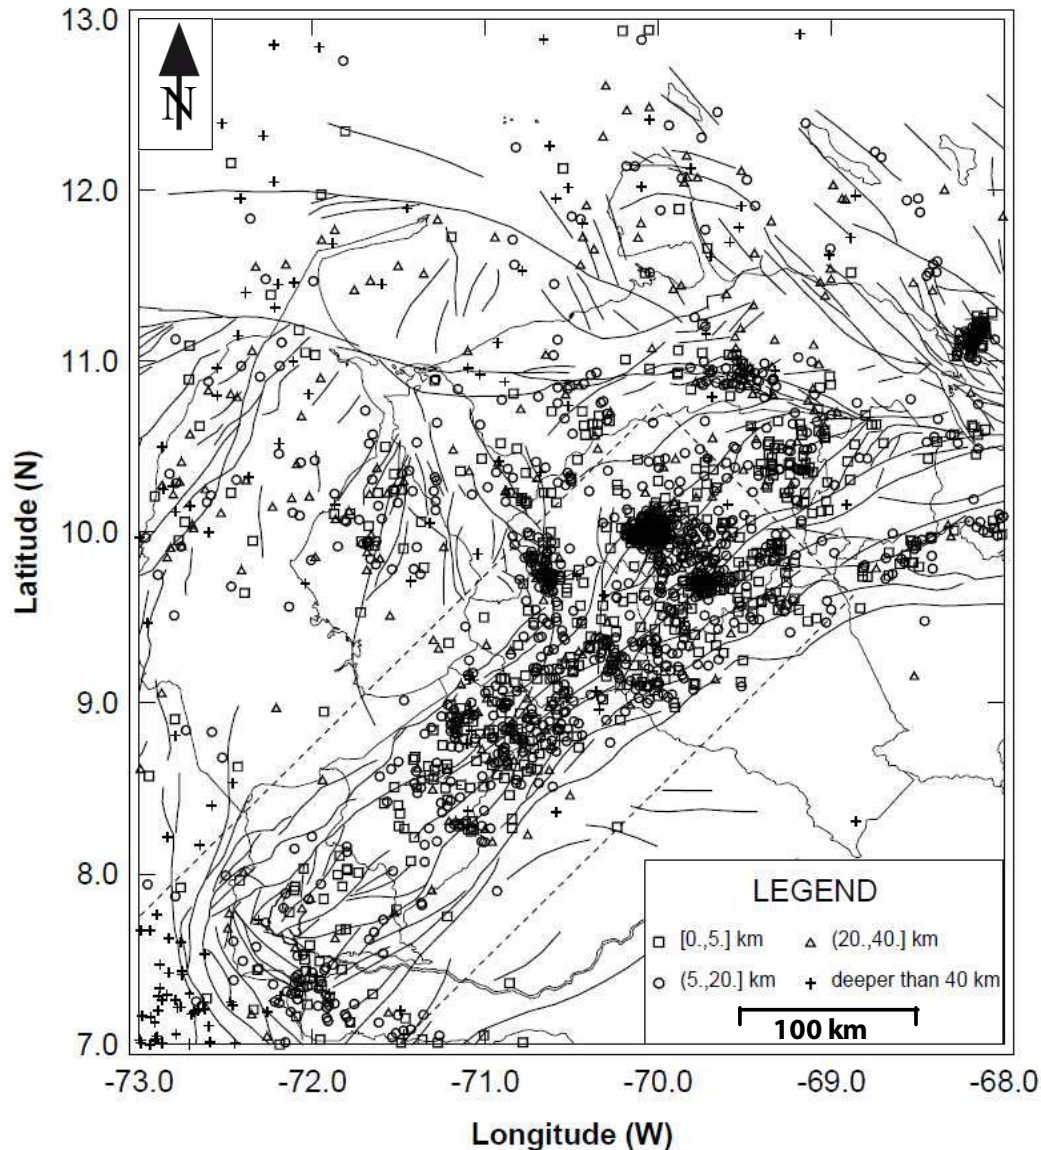 13.0
N
12.0
11.0
10.0
9.0
8.0
7.0
Latitude (N)
LEGEND
[0.,5.] km
(20.,40.] km
(5.,20.] km
deeper than 40 km
100 km
-73.0
-72.0
-71.0
-70.0
-69.0
-68.0
Longitude (W)